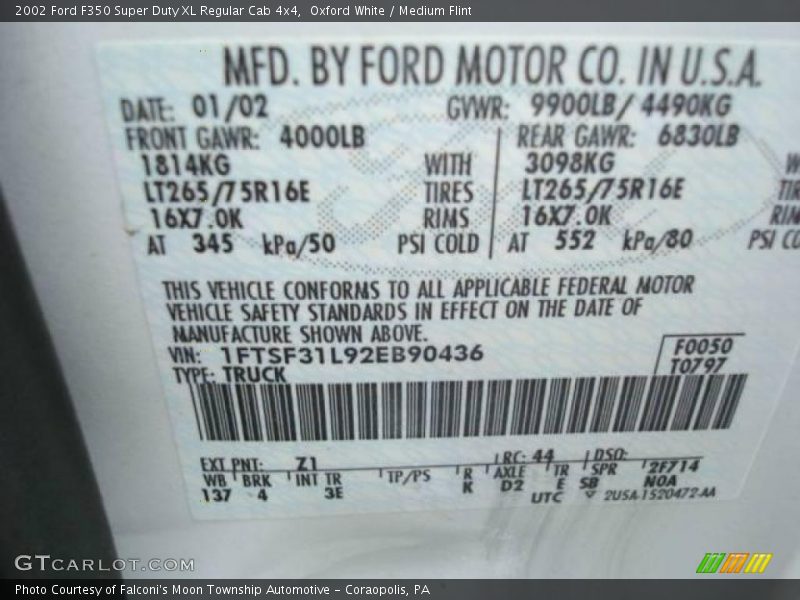 2002 Ford F350 Super Duty XL Regular Cab 4x4,  Oxford White / Medium Flint
MFD. BY FORD MOTOR CO. IN U.S.A.
DATE: 01/02 GVWR: 9900LB/ 4490KG
FRONT GAWR: 4000LB REAR GAWR: 6830LB
1814KG WITH 3098KG
LT265/75R16E TIRES LT265/75R16E
16X7.0K RIMS 16X7.0K
AT 345 kPa/50 PSI COLD AT 552 kPa/80 PSI
THIS VEHICLE CONFORMS TO ALL APPLICABLE FEDERAL MOTOR
VEHICLE SAFETY STANDARDS IN EFFECT ON THE DATE OF
MANUFACTURE SHOWN ABOVE.
VIN: 1FTSF31L92EB90436 F0050
TYPE: TRUCK T0797
EXT PNT: Z1 LRC: 44 DSO:
WB BRK INT TR TP/PS R AXLE TR SPR 2F714
137 4 3E K D2 E SB N0A
UTC 2U5A-1520472-AA
GTCARLOT.COM
Photo Courtesy of Falconi's Moon Township Automotive - Coraopolis, PA